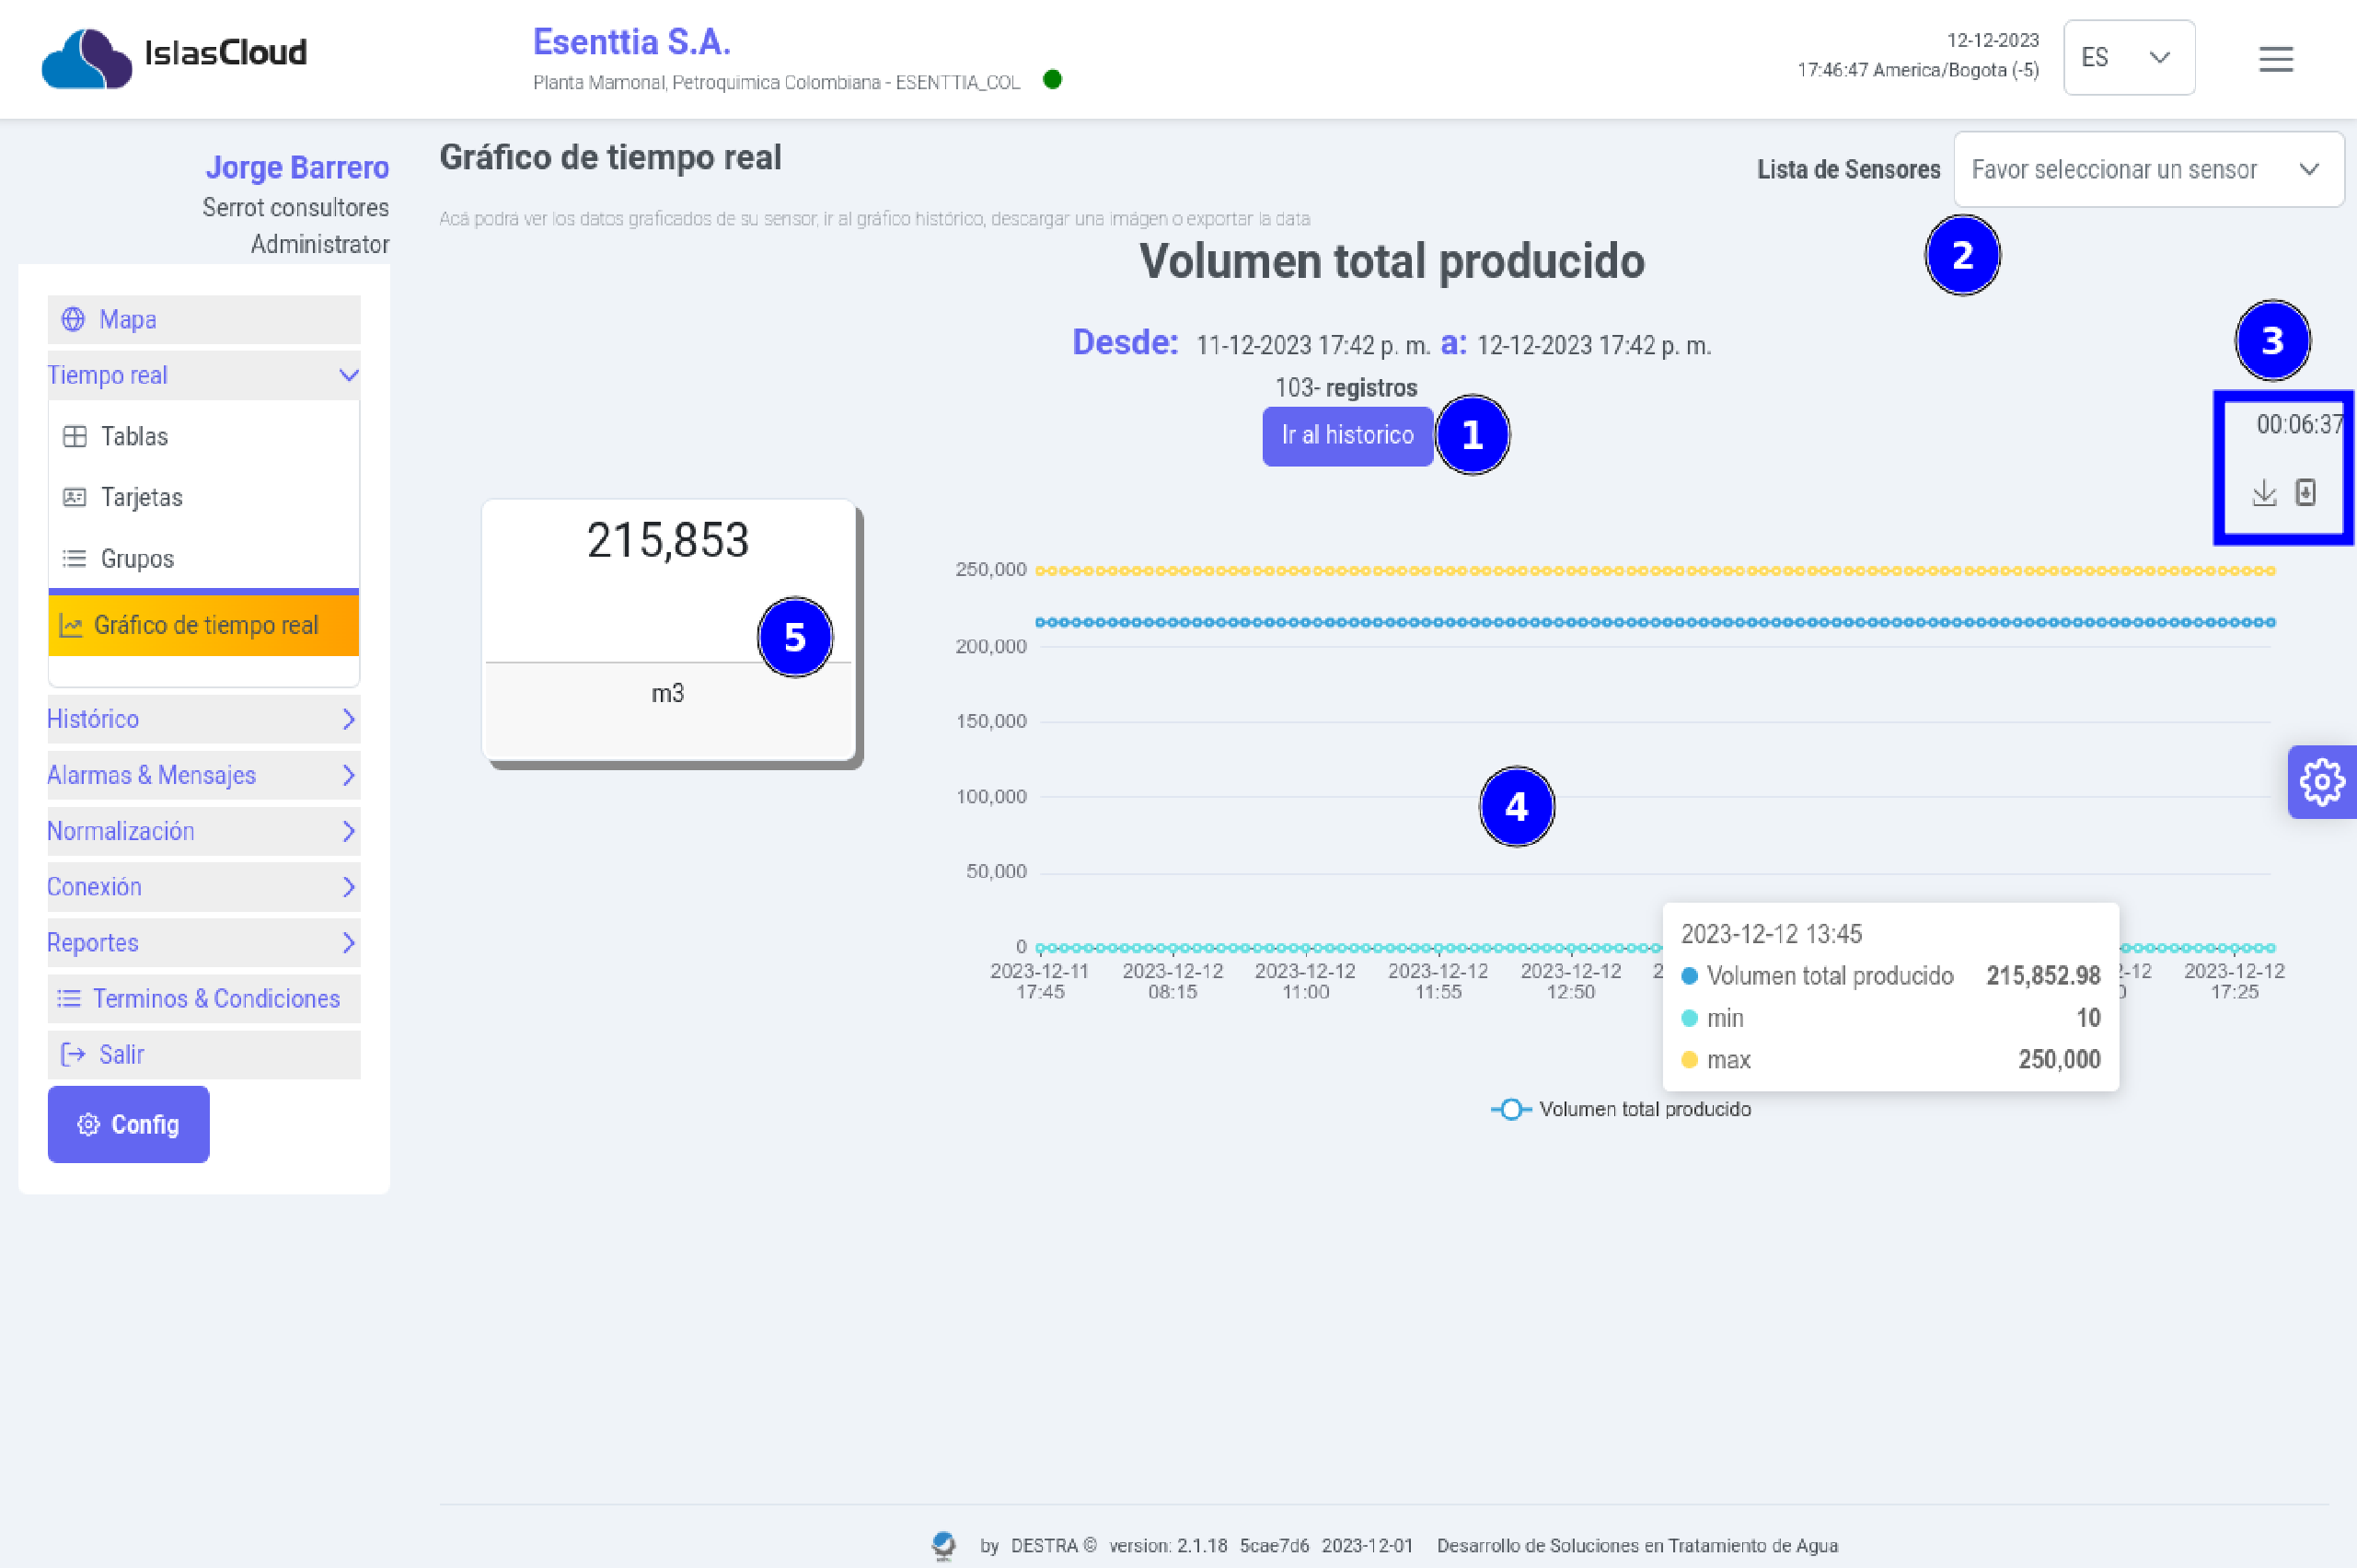 IslasCloud
Esenttia S.A.
Planta Mamonal, Petroquimica Colombiana - ESENTTIA_COL
12-12-2023
17:46:47 America/Bogota (-5)
ES
Jorge Barrero
Serrot consultores
Administrator
Mapa
Tiempo real
Tablas
Tarjetas
Grupos
Gráfico de tiempo real
Histórico
Alarmas & Mensajes
Normalización
Conexión
Reportes
Terminos & Condiciones
Salir
Config
Gráfico de tiempo real
Lista de Sensores
Favor seleccionar un sensor
Acá podrá ver los datos graficados de su sensor, ir al gráfico histórico, descargar una imágen o exportar la data
Volumen total producido
2
3
Desde: 11-12-2023 17:42 p. m. a: 12-12-2023 17:42 p. m.
103- registros
Ir al historico
1
00:06:37
215,853
5
m3
250,000
200,000
150,000
100,000
50,000
0
4
2023-12-11 17:45
2023-12-12 08:15
2023-12-12 11:00
2023-12-12 11:55
2023-12-12 12:50
2023-12-12 17:25
2023-12-12 13:45
Volumen total producido 215,852.98
min 10
max 250,000
Volumen total producido
by DESTRA © version: 2.1.18 5cae7d6 2023-12-01 Desarrollo de Soluciones en Tratamiento de Agua